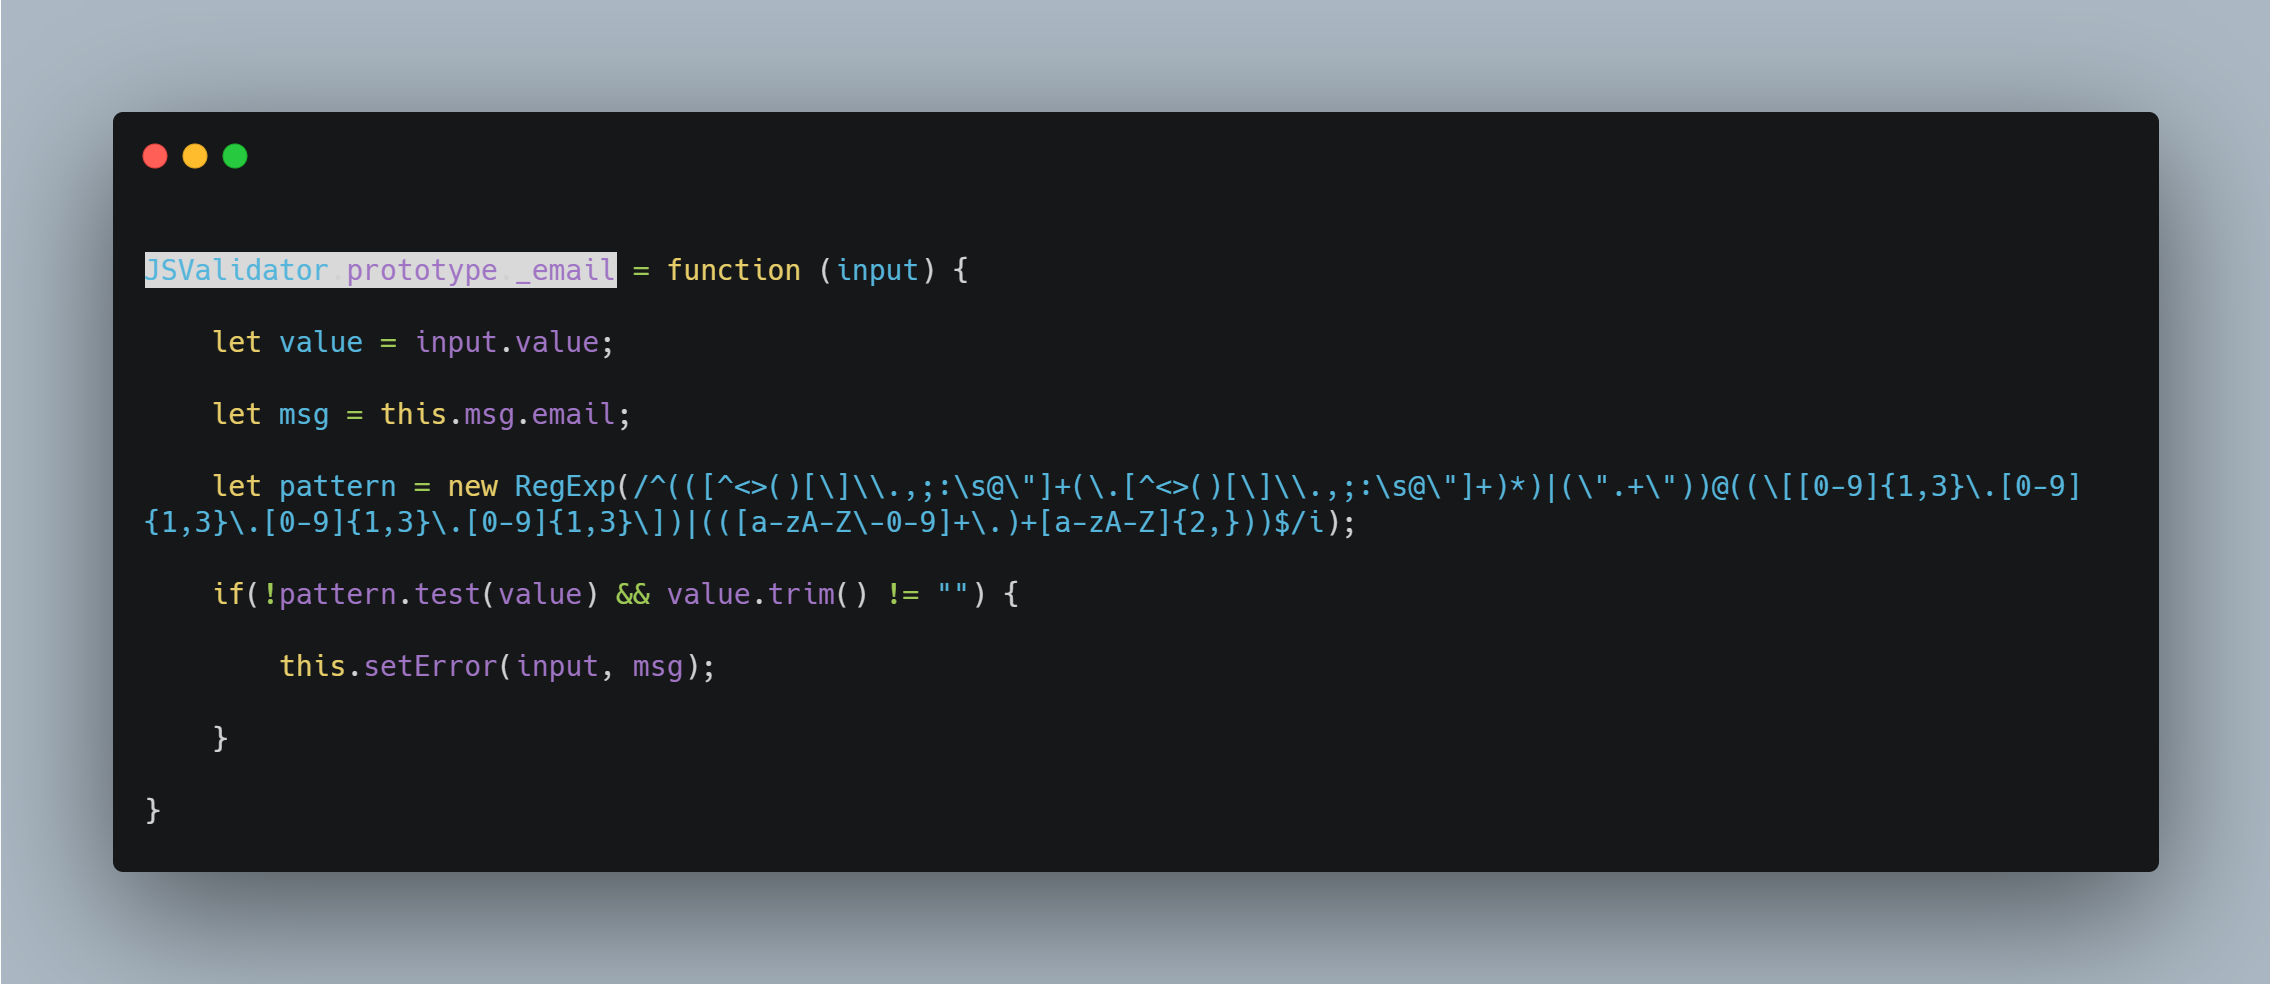 JSValidator.prototype._email = function (input) {
    let value = input.value;
    let msg = this.msg.email;
    let pattern = new RegExp(/^(([^<>()[\]\\.,;:\s@\"]+(\.[^<>()[\]\\.,;:\s@\"]+)*)|(\".+\"))@((\[[0-9]{1,3}\.[0-9]
{1,3}\.[0-9]{1,3}\.[0-9]{1,3}\])|(([a-zA-Z\-0-9]+\.)+[a-zA-Z]{2,}))$/i);
    if(!pattern.test(value) && value.trim() != "") {
        this.setError(input, msg);
    }
}